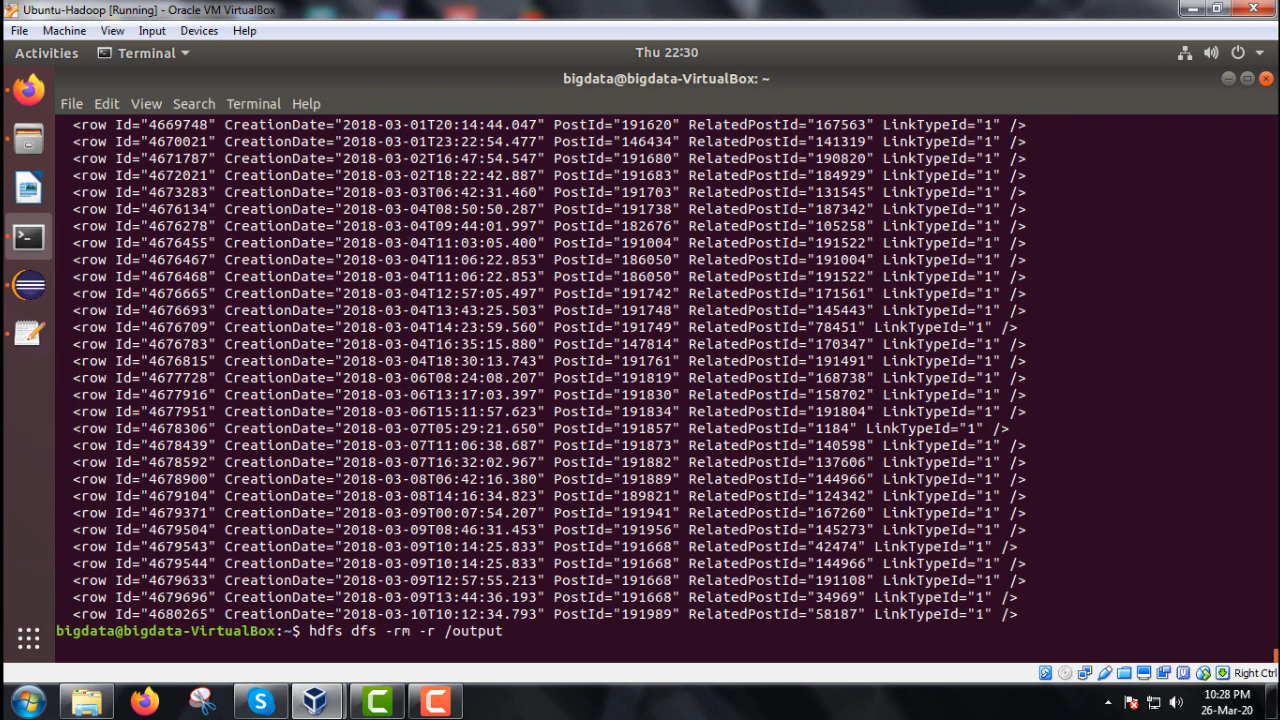 Ubuntu-Hadoop [Running] - Oracle VM VirtualBox
File Machine View Input Devices Help
Activities Terminal Thu 22:30
bigdata@bigdata-VirtualBox: ~
File Edit View Search Terminal Help
<row Id="4669748" CreationDate="2018-03-01T20:14:44.047" PostId="191620" RelatedPostId="167563" LinkTypeId="1" />
<row Id="4670021" CreationDate="2018-03-01T23:22:54.477" PostId="146434" RelatedPostId="141319" LinkTypeId="1" />
<row Id="4671787" CreationDate="2018-03-02T16:47:54.547" PostId="191680" RelatedPostId="190820" LinkTypeId="1" />
<row Id="4672021" CreationDate="2018-03-02T18:22:42.887" PostId="191683" RelatedPostId="184929" LinkTypeId="1" />
<row Id="4673283" CreationDate="2018-03-03T06:42:31.460" PostId="191703" RelatedPostId="131545" LinkTypeId="1" />
<row Id="4676134" CreationDate="2018-03-04T08:50:50.287" PostId="191738" RelatedPostId="187342" LinkTypeId="1" />
<row Id="4676278" CreationDate="2018-03-04T09:44:01.997" PostId="182676" RelatedPostId="105258" LinkTypeId="1" />
<row Id="4676455" CreationDate="2018-03-04T11:03:05.400" PostId="191004" RelatedPostId="191522" LinkTypeId="1" />
<row Id="4676467" CreationDate="2018-03-04T11:06:22.853" PostId="186050" RelatedPostId="191004" LinkTypeId="1" />
<row Id="4676468" CreationDate="2018-03-04T11:06:22.853" PostId="186050" RelatedPostId="191522" LinkTypeId="1" />
<row Id="4676665" CreationDate="2018-03-04T12:57:05.497" PostId="191742" RelatedPostId="171561" LinkTypeId="1" />
<row Id="4676693" CreationDate="2018-03-04T13:43:25.503" PostId="191748" RelatedPostId="145443" LinkTypeId="1" />
<row Id="4676709" CreationDate="2018-03-04T14:23:59.560" PostId="191749" RelatedPostId="78451" LinkTypeId="1" />
<row Id="4676783" CreationDate="2018-03-04T16:35:15.880" PostId="147814" RelatedPostId="170347" LinkTypeId="1" />
<row Id="4676815" CreationDate="2018-03-04T18:30:13.743" PostId="191761" RelatedPostId="191491" LinkTypeId="1" />
<row Id="4677728" CreationDate="2018-03-06T08:24:08.207" PostId="191819" RelatedPostId="168738" LinkTypeId="1" />
<row Id="4677916" CreationDate="2018-03-06T13:17:03.397" PostId="191830" RelatedPostId="158702" LinkTypeId="1" />
<row Id="4677951" CreationDate="2018-03-06T15:11:57.623" PostId="191834" RelatedPostId="191804" LinkTypeId="1" />
<row Id="4678306" CreationDate="2018-03-07T05:29:21.650" PostId="191857" RelatedPostId="1184" LinkTypeId="1" />
<row Id="4678439" CreationDate="2018-03-07T11:06:38.687" PostId="191873" RelatedPostId="140598" LinkTypeId="1" />
<row Id="4678592" CreationDate="2018-03-07T16:32:02.967" PostId="191882" RelatedPostId="137606" LinkTypeId="1" />
<row Id="4678900" CreationDate="2018-03-08T06:42:16.380" PostId="191889" RelatedPostId="144966" LinkTypeId="1" />
<row Id="4679104" CreationDate="2018-03-08T14:16:34.823" PostId="189821" RelatedPostId="124342" LinkTypeId="1" />
<row Id="4679371" CreationDate="2018-03-09T00:07:54.207" PostId="191941" RelatedPostId="167260" LinkTypeId="1" />
<row Id="4679504" CreationDate="2018-03-09T08:46:31.453" PostId="191956" RelatedPostId="145273" LinkTypeId="1" />
<row Id="4679543" CreationDate="2018-03-09T10:14:25.833" PostId="191668" RelatedPostId="42474" LinkTypeId="1" />
<row Id="4679544" CreationDate="2018-03-09T10:14:25.833" PostId="191668" RelatedPostId="144966" LinkTypeId="1" />
<row Id="4679633" CreationDate="2018-03-09T12:57:55.213" PostId="191668" RelatedPostId="191108" LinkTypeId="1" />
<row Id="4679696" CreationDate="2018-03-09T13:44:36.193" PostId="191668" RelatedPostId="34969" LinkTypeId="1" />
<row Id="4680265" CreationDate="2018-03-10T10:12:34.793" PostId="191989" RelatedPostId="58187" LinkTypeId="1" />
bigdata@bigdata-VirtualBox:~$ hdfs dfs -rm -r /output
Right Ctrl
10:28 PM
26-Mar-20